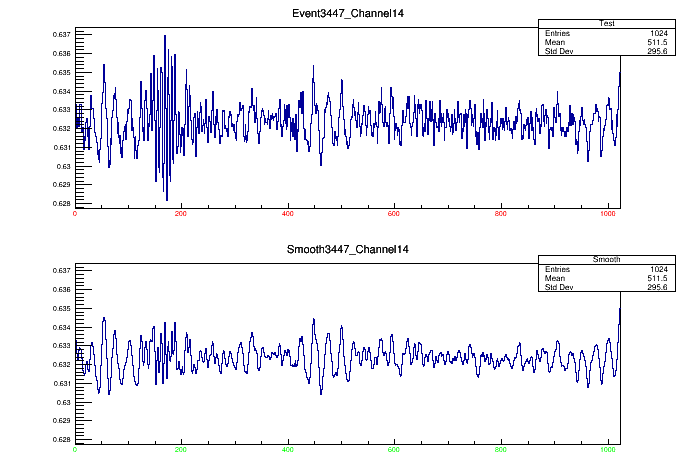 Event3447_Channel14
Test
Entries 1024
Mean 511.5
Std Dev 295.6
0.637
0.636
0.635
0.634
0.633
0.632
0.631
0.63
0.629
0.628
0 200 400 600 800 1000
Smooth3447_Channel14
Smooth
Entries 1024
Mean 511.5
Std Dev 295.6
0.637
0.636
0.635
0.634
0.633
0.632
0.631
0.63
0.629
0.628
0 200 400 600 800 1000